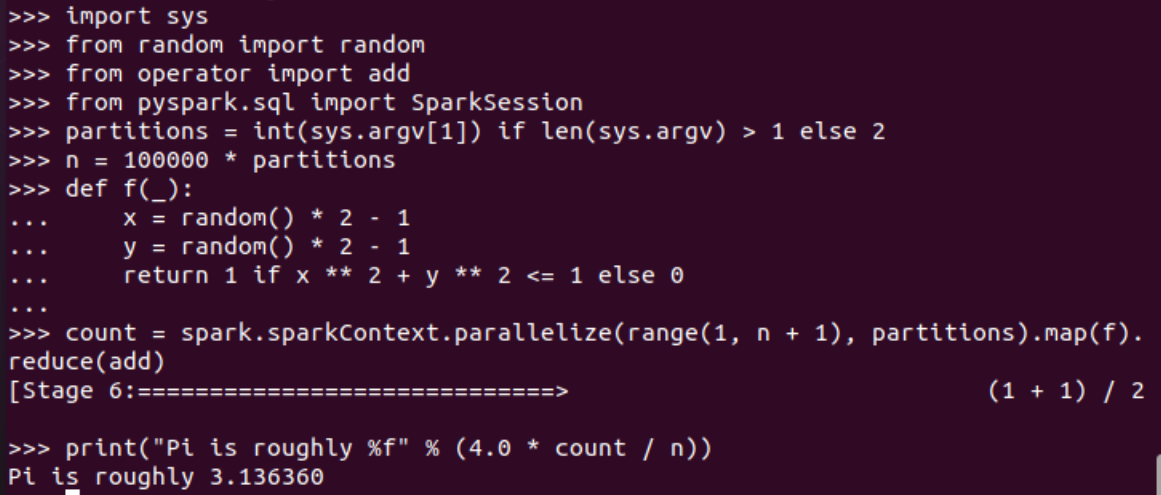 >>> import sys
>>> from random import random
>>> from operator import add
>>> from pyspark.sql import SparkSession
>>> partitions = int(sys.argv[1]) if len(sys.argv) > 1 else 2
>>> n = 100000 * partitions
>>> def f(_):
...     x = random() * 2 - 1
...     y = random() * 2 - 1
...     return 1 if x ** 2 + y ** 2 <= 1 else 0
...
>>> count = spark.sparkContext.parallelize(range(1, n + 1), partitions).map(f).
reduce(add)
[Stage 6:=============================>                             (1 + 1) / 2
>>> print("Pi is roughly %f" % (4.0 * count / n))
Pi is roughly 3.136360